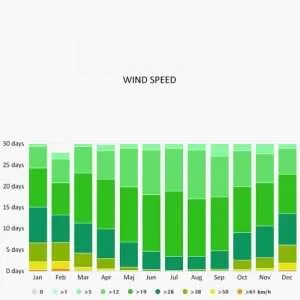 WIND SPEED
30 days
25 days
20 days
15 days
10 days
5 days
0 days
Jan Feb Mar Apr May Jun Jul Aug Sep Oct Nov Dec
0 >1 >5 >12 >19 >28 >38 >50 >61 km/h